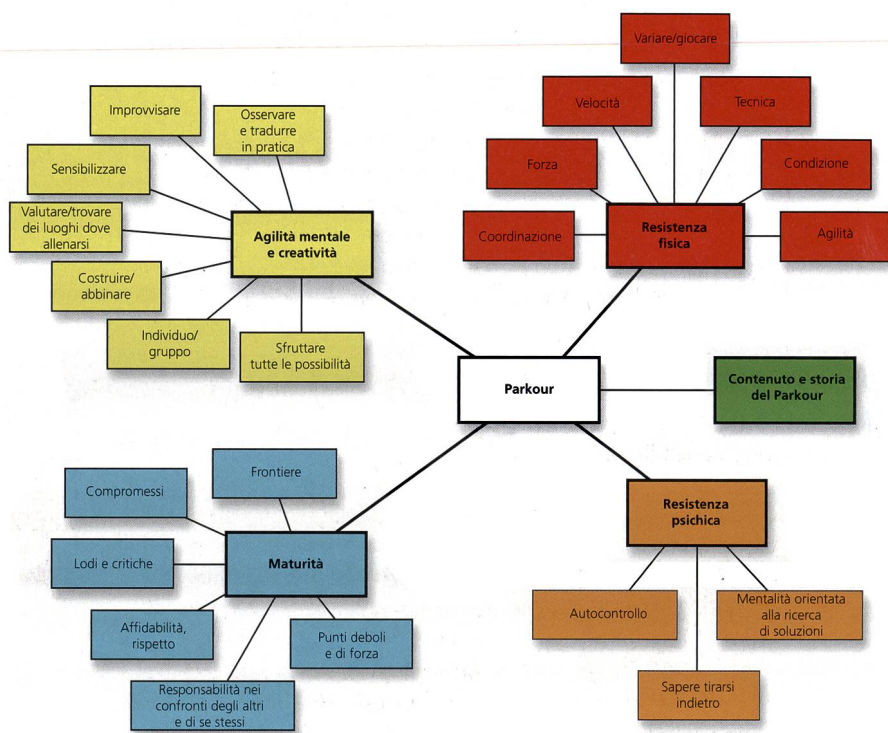 Variare/giocare
Velocità
Tecnica
Forza
Condizione
Coordinazione
Agilità
Resistenza
fisica
Improvvisare
Osservare
e tradurre
in pratica
Sensibilizzare
Valutare/trovare
dei luoghi dove
allenarsi
Costruire/
abbinare
Individuo/
gruppo
Sfruttare
tutte le possibilità
Agilità mentale
e creatività
Parkour
Contenuto e storia
del Parkour
Compromessi
Frontiere
Lodi e critiche
Maturità
Affidabilità,
rispetto
Punti deboli
e di forza
Responsabilità nei
confronti degli altri
e di se stessi
Resistenza
psichica
Autocontrollo
Mentalità orientata
alla ricerca
di soluzioni
Sapere tirarsi
indietro